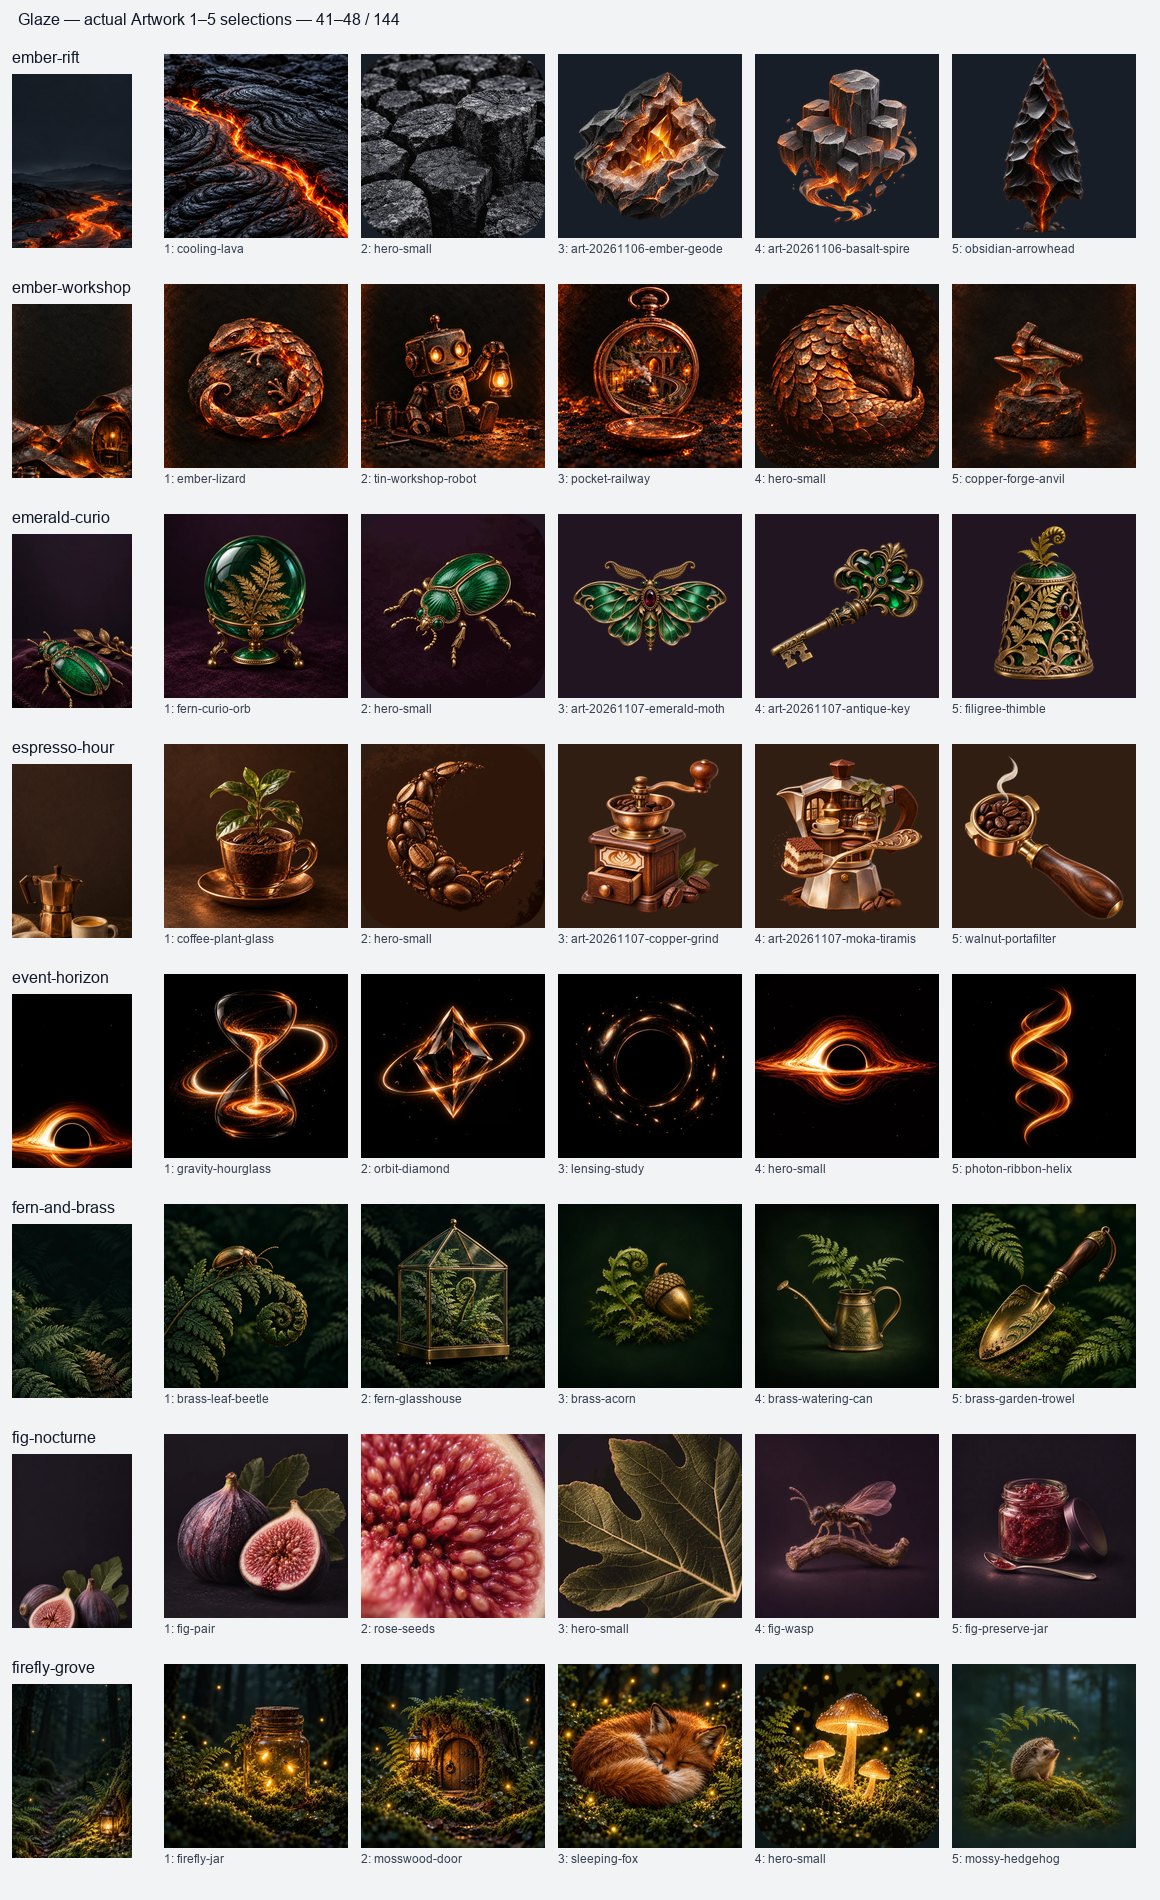 Glaze — actual Artwork 1–5 selections — 41–48 / 144
ember-rift
1: cooling-lava
2: hero-small
3: art-20261106-ember-geode
4: art-20261106-basalt-spire
5: obsidian-arrowhead
ember-workshop
1: ember-lizard
2: tin-workshop-robot
3: pocket-railway
4: hero-small
5: copper-forge-anvil
emerald-curio
1: fern-curio-orb
2: hero-small
3: art-20261107-emerald-moth
4: art-20261107-antique-key
5: filigree-thimble
espresso-hour
1: coffee-plant-glass
2: hero-small
3: art-20261107-copper-grind
4: art-20261107-moka-tiramis
5: walnut-portafilter
event-horizon
1: gravity-hourglass
2: orbit-diamond
3: lensing-study
4: hero-small
5: photon-ribbon-helix
fern-and-brass
1: brass-leaf-beetle
2: fern-glasshouse
3: brass-acorn
4: brass-watering-can
5: brass-garden-trowel
fig-nocturne
1: fig-pair
2: rose-seeds
3: hero-small
4: fig-wasp
5: fig-preserve-jar
firefly-grove
1: firefly-jar
2: mosswood-door
3: sleeping-fox
4: hero-small
5: mossy-hedgehog